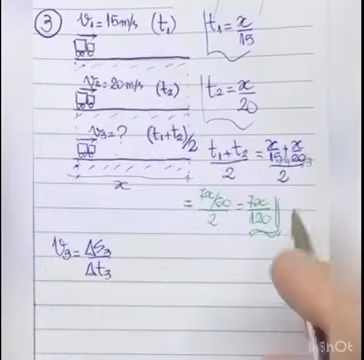 ③ v₁=15m/s (t₁) t₁=x/15
v₂=20m/s (t₂) t₂=x/20
v₃=? (t₁+t₂)/2 (t₁+t₂)/2=(x/15+x/20)/2
x
=(7x/60)/2=7x/120
v₃=ΔS₃/Δt₃